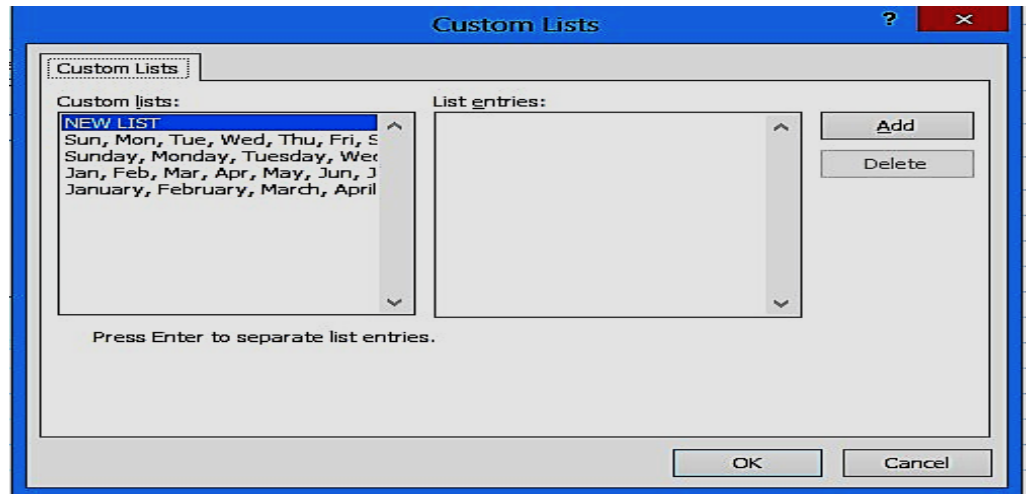 Custom Lists
?
Custom Lists
Custom lists:
NEW LIST
Sun, Mon, Tue, Wed, Thu, Fri, S
Sunday, Monday, Tuesday, Wed
Jan, Feb, Mar, Apr, May, Jun, J
January, February, March, April
List entries:
Add
Delete
Press Enter to separate list entries.
OK
Cancel